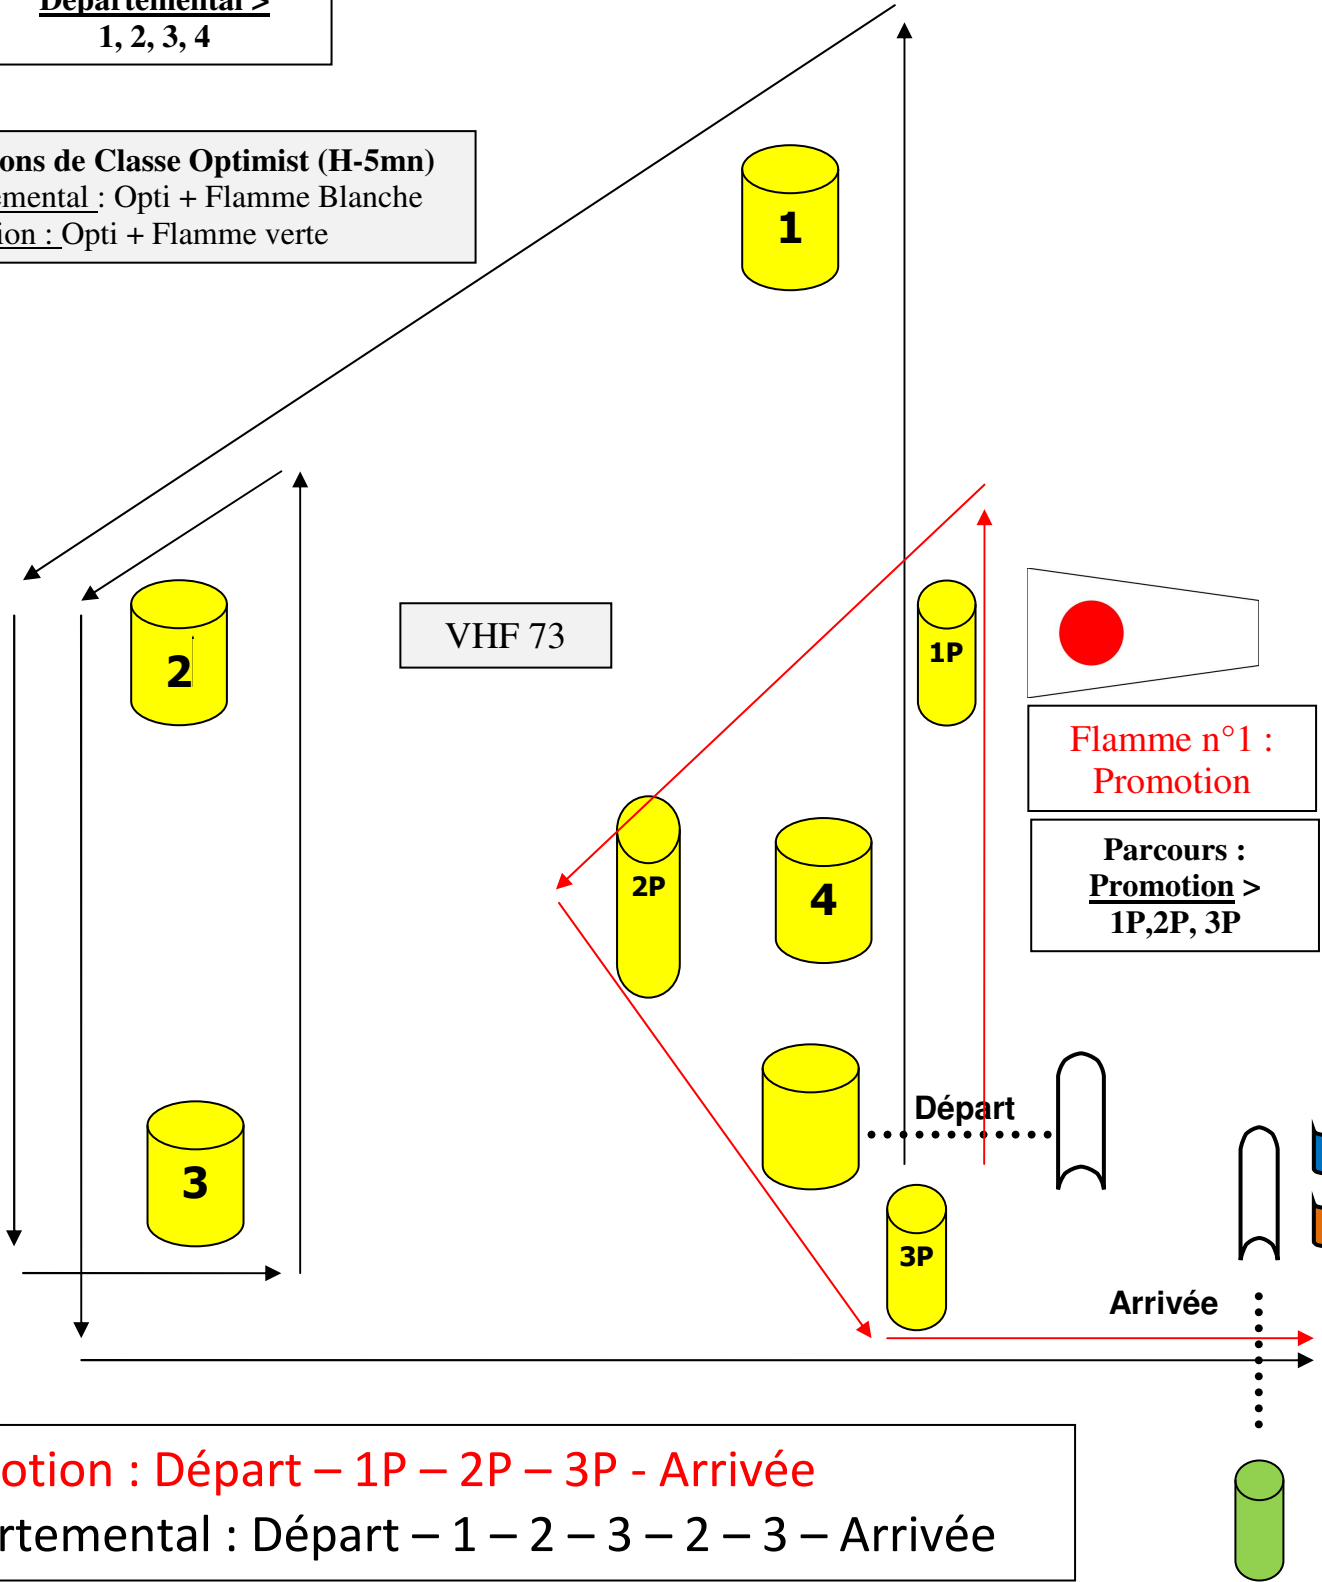 Départemental >
1, 2, 3, 4
ons de Classe Optimist (H-5mn)
emental : Opti + Flamme Blanche
ion : Opti + Flamme verte
1
2
VHF 73
1P
Flamme n°1 :
Promotion
Parcours :
Promotion >
1P,2P, 3P
2P
4
Départ
3
3P
Arrivée
otion : Départ – 1P – 2P – 3P - Arrivée
rtemental : Départ – 1 – 2 – 3 – 2 – 3 – Arrivée